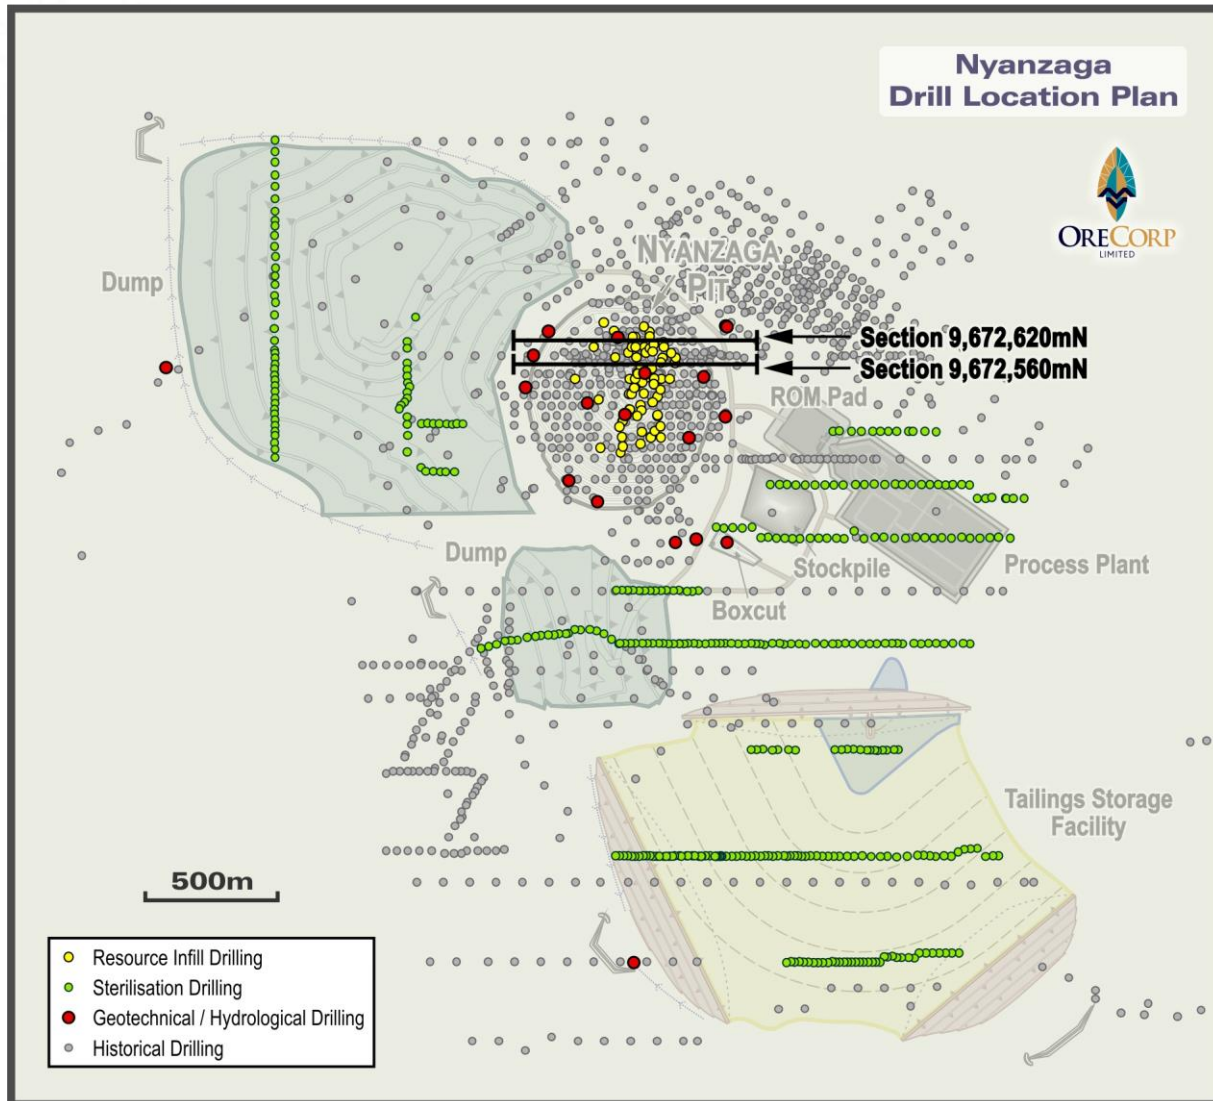 Nyanzaga
Drill Location Plan
ORECORP
LIMITED
NYANZAGA
PIT
Dump
Section 9,672,620mN
Section 9,672,560mN
ROM Pad
Dump
Stockpile
Process Plant
Boxcut
Tailings Storage
Facility
500m
Resource Infill Drilling
Sterilisation Drilling
Geotechnical / Hydrological Drilling
Historical Drilling